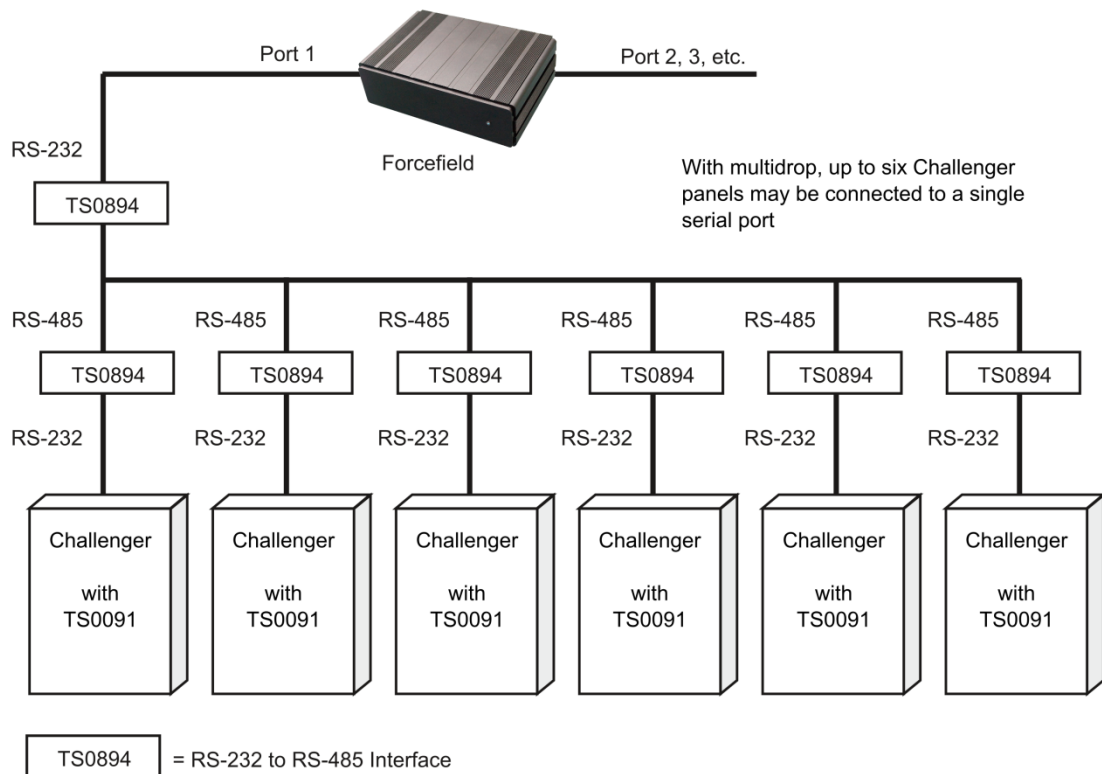 Port 1
Port 2, 3, etc.
RS-232
Forcefield
With multidrop, up to six Challenger
panels may be connected to a single
serial port
TS0894
RS-485 RS-485 RS-485 RS-485 RS-485 RS-485
TS0894 TS0894 TS0894 TS0894 TS0894 TS0894
RS-232 RS-232 RS-232 RS-232 RS-232 RS-232
Challenger Challenger Challenger Challenger Challenger Challenger
with with with with with with
TS0091 TS0091 TS0091 TS0091 TS0091 TS0091
TS0894 = RS-232 to RS-485 Interface